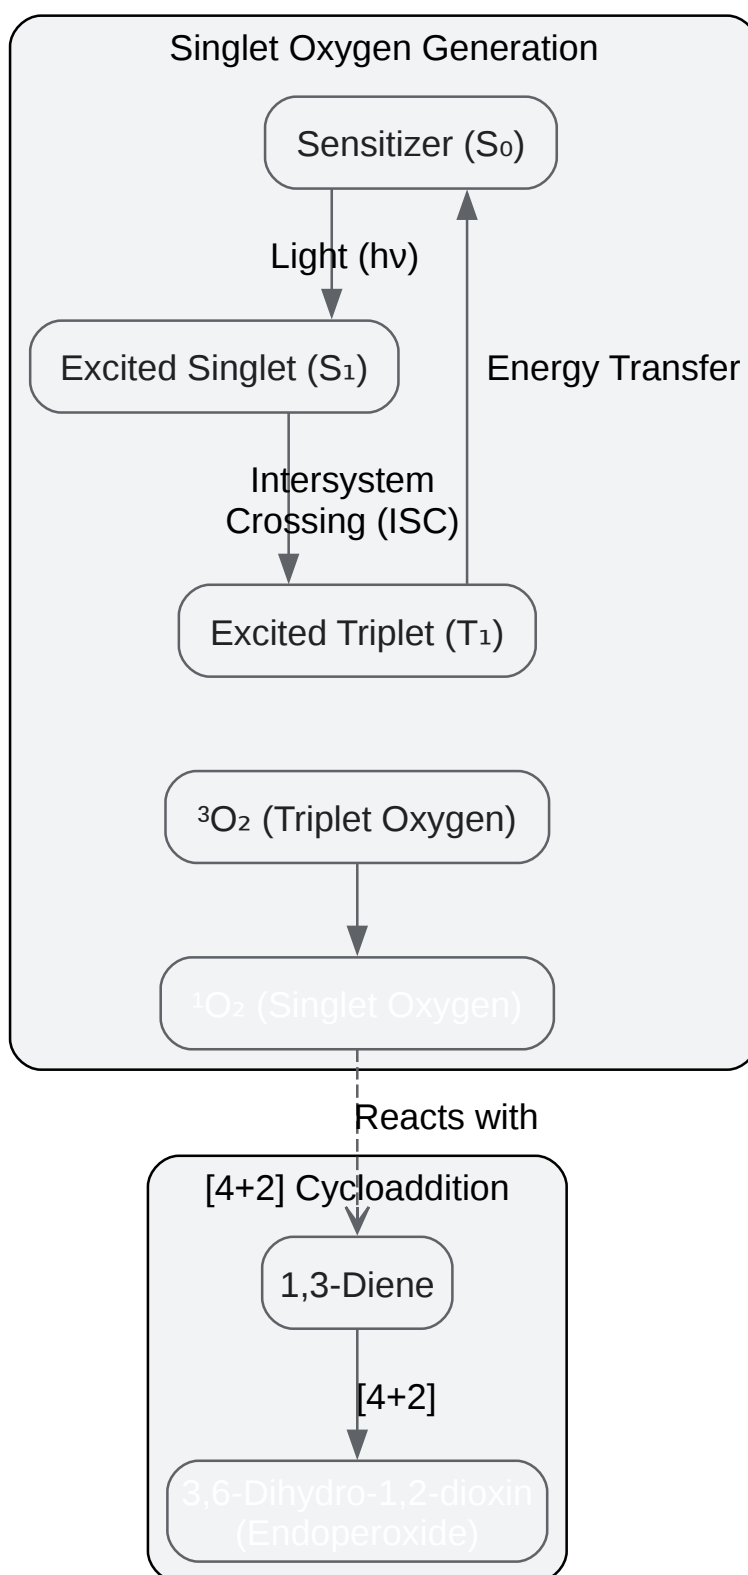 Singlet Oxygen Generation
Sensitizer (S₀)
Light (hν)
Excited Singlet (S₁)
Energy Transfer
Intersystem
Crossing (ISC)
Excited Triplet (T₁)
³O₂ (Triplet Oxygen)
¹O₂ (Singlet Oxygen)
Reacts with
[4+2] Cycloaddition
1,3-Diene
[4+2]
3,6-Dihydro-1,2-dioxin
(Endoperoxide)